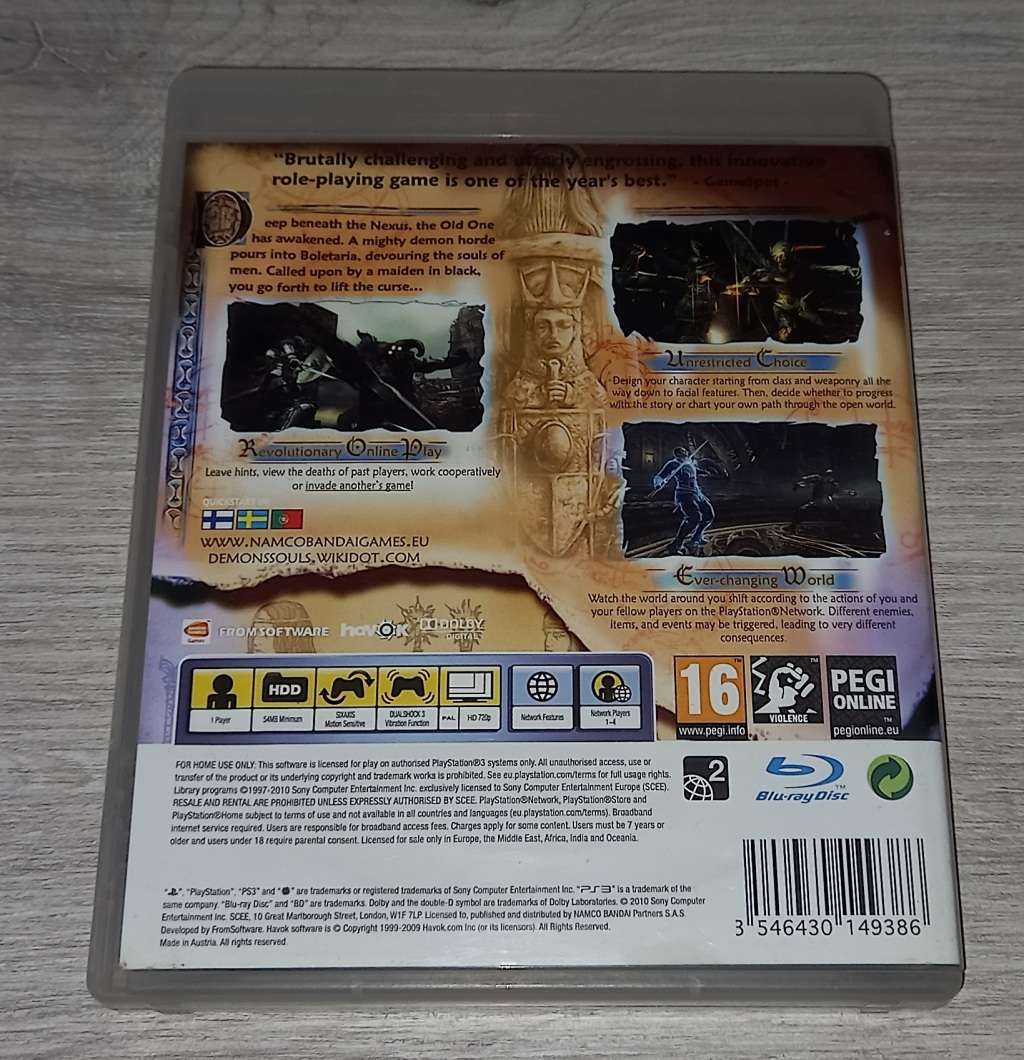 "Brutally challenging and utterly engrossing, this innovative
role-playing game is one of the year's best." - GameSpot -
Deep beneath the Nexus, the Old One
has awakened. A mighty demon horde
pours into Boletaria, devouring the souls of
men. Called upon by a maiden in black,
you go forth to lift the curse...
Revolutionary Online Play
Leave hints, view the deaths of past players, work cooperatively
or invade another's game!
QUICKSTART IN
WWW.NAMCOBANDAIGAMES.EU
DEMONSSOULS.WIKIDOT.COM
Unrestricted Choice
Design your character starting from class and weaponry all the
way down to facial features. Then, decide whether to progress
with the story or chart your own path through the open world.
Ever-changing World
Watch the world around you shift according to the actions of you and
your fellow players on the PlayStation®Network. Different enemies,
items, and events may be triggered, leading to very different
consequences.
Games
FROMSOFTWARE
havok
DOLBY
DIGITAL
HDD
1 Player
54MB Minimum
SIXAXIS
Motion Sensitive
DUALSHOCK 3
Vibration Function
PAL
HD 720p
Network Features
Network Players
1-4
16™
www.pegi.info
™
VIOLENCE
PEGI
ONLINE
™
pegionline.eu
FOR HOME USE ONLY: This software is licensed for play on authorised PlayStation®3 systems only. All unauthorised access, use or
transfer of the product or its underlying copyright and trademark works is prohibited. See eu.playstation.com/terms for full usage rights.
Library programs ©1997-2010 Sony Computer Entertainment Inc. exclusively licensed to Sony Computer Entertainment Europe (SCEE).
RESALE AND RENTAL ARE PROHIBITED UNLESS EXPRESSLY AUTHORISED BY SCEE. PlayStation®Network, PlayStation®Store and
PlayStation®Home subject to terms of use and not available in all countries and languages (eu.playstation.com/terms). Broadband
internet service required. Users are responsible for broadband access fees. Charges apply for some content. Users must be 7 years or
older and users under 18 require parental consent. Licensed for sale only in Europe, the Middle East, Africa, India and Oceania.
2
Blu-ray Disc™
"", "PlayStation", "PS3" and "" are trademarks or registered trademarks of Sony Computer Entertainment Inc. "PS3" is a trademark of the
same company. "Blu-ray Disc" and "BD" are trademarks. Dolby and the double-D symbol are trademarks of Dolby Laboratories. © 2010 Sony Computer
Entertainment Inc. SCEE, 10 Great Marlborough Street, London, W1F 7LP Licensed to, published and distributed by NAMCO BANDAI Partners S.A.S.
Developed by FromSoftware. Havok software is © Copyright 1999-2009 Havok.com Inc (or its licensors). All Rights Reserved.
Made in Austria. All rights reserved.
3 546430 149386